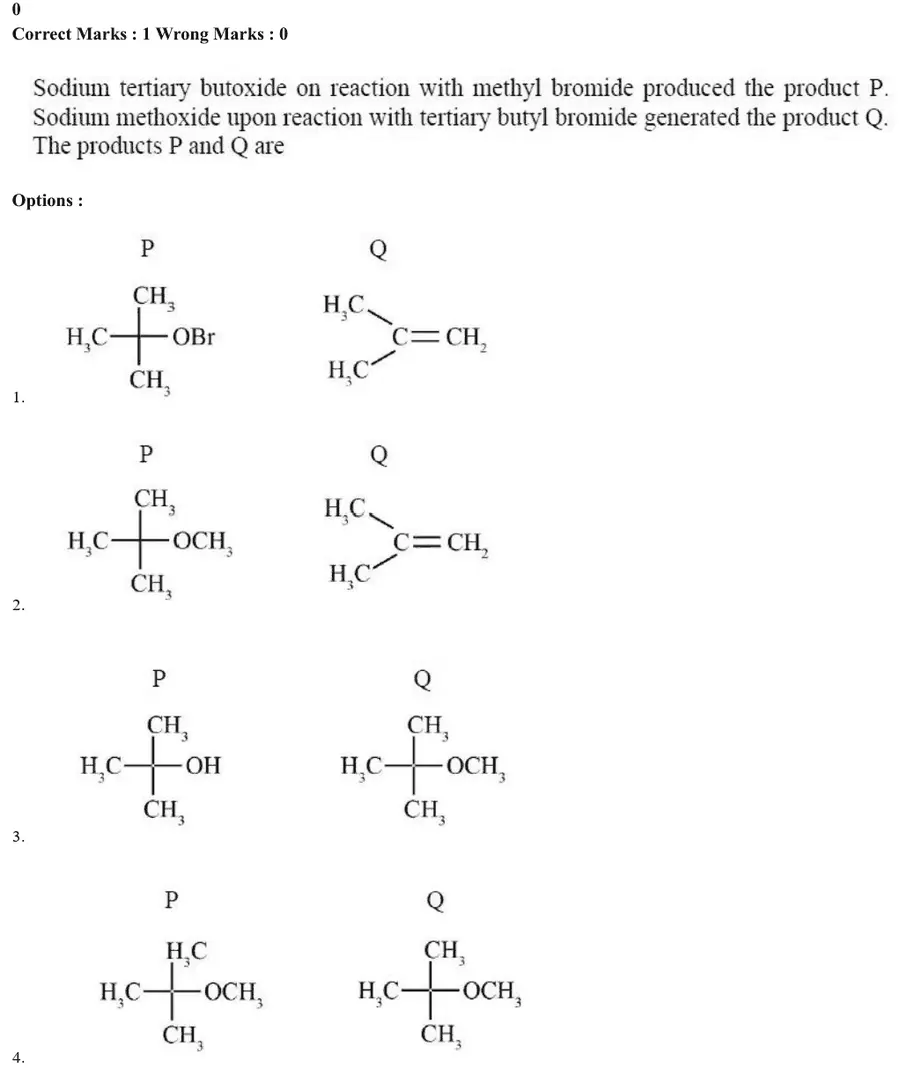 0
Correct Marks : 1 Wrong Marks : 0
Sodium tertiary butoxide on reaction with methyl bromide produced the product P.
Sodium methoxide upon reaction with tertiary butyl bromide generated the product Q.
The products P and Q are
Options :
P Q
CH3
H3C OBr
CH3
H3C
C CH2
H3C
1.
P Q
CH3
H3C OCH3
CH3
H3C
C CH2
H3C
2.
P Q
CH3 CH3
H3C OH H3C OCH3
CH3 CH3
3.
P Q
H3C CH3
H3C OCH3 H3C OCH3
CH3 CH3
4.